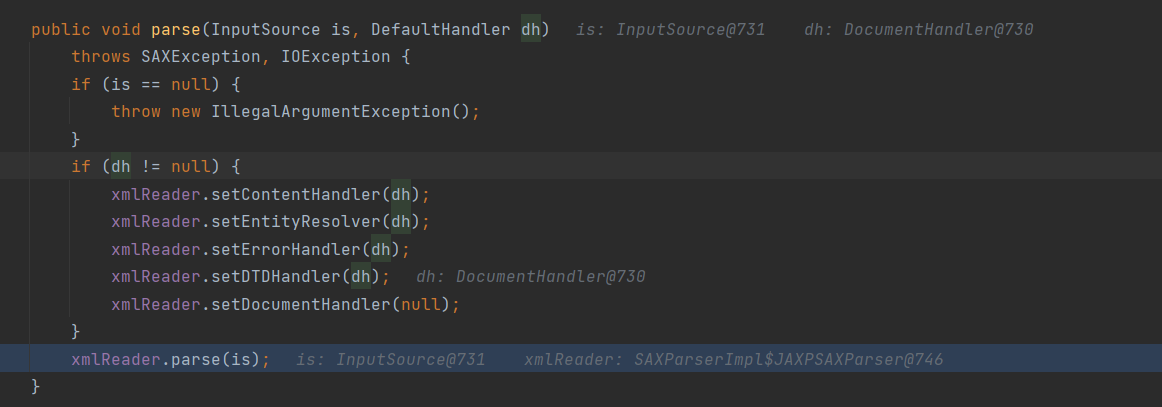 public void parse(InputSource is, DefaultHandler dh)   is: InputSource@731    dh: DocumentHandler@730
    throws SAXException, IOException {
    if (is == null) {
        throw new IllegalArgumentException();
    }
    if (dh != null) {
        xmlReader.setContentHandler(dh);
        xmlReader.setEntityResolver(dh);
        xmlReader.setErrorHandler(dh);
        xmlReader.setDTDHandler(dh);   dh: DocumentHandler@730
        xmlReader.setDocumentHandler(null);
    }
    xmlReader.parse(is);   is: InputSource@731    xmlReader: SAXParserImpl$JAXPSAXParser@746
}